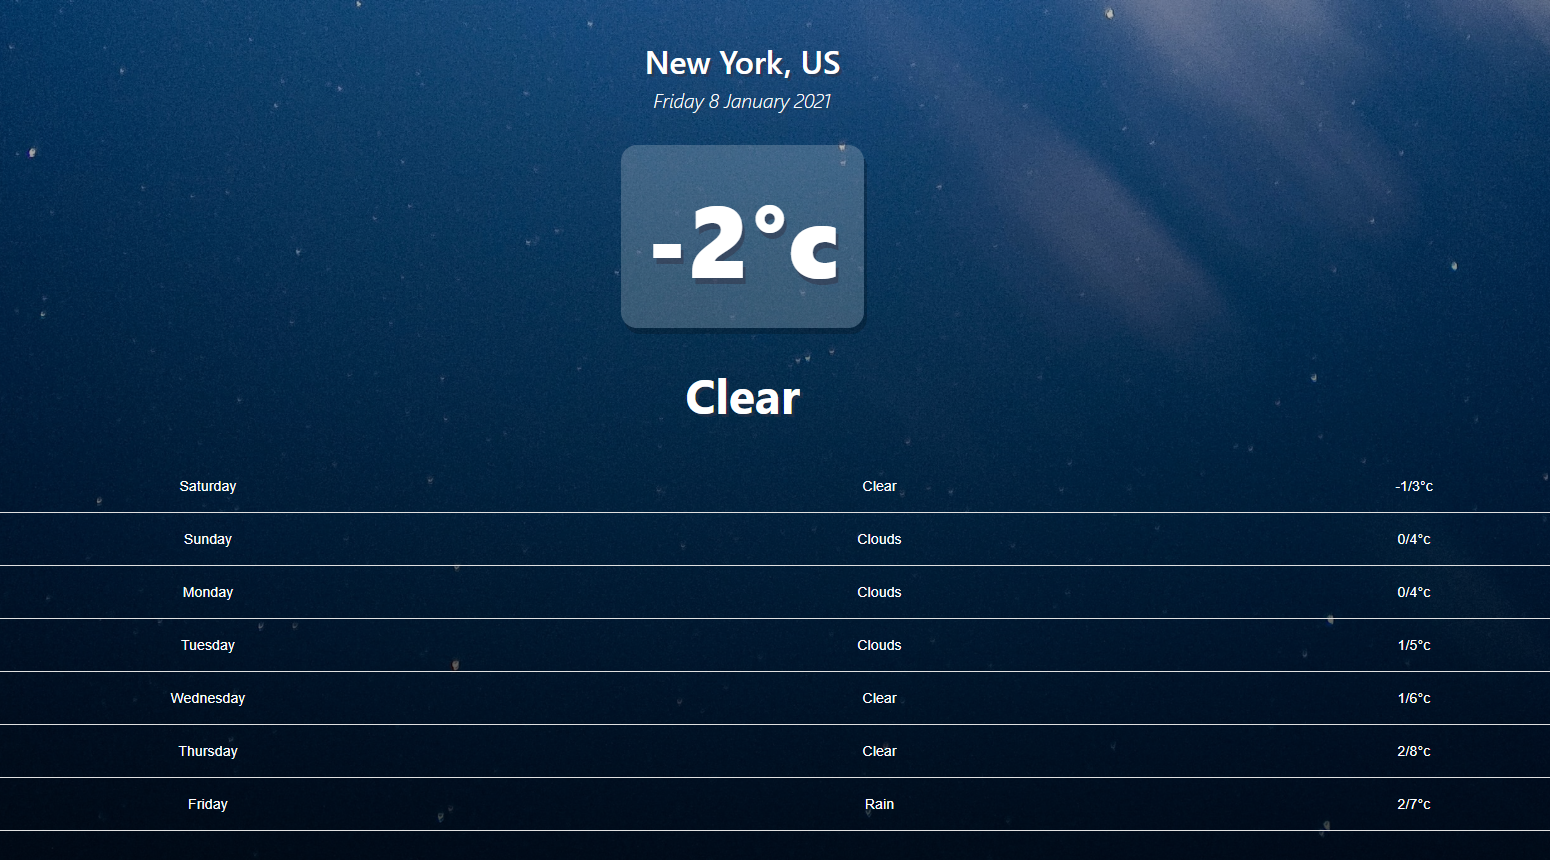 New York, US
Friday 8 January 2021
-2°c
Clear
Saturday Clear -1/3°c
Sunday Clouds 0/4°c
Monday Clouds 0/4°c
Tuesday Clouds 1/5°c
Wednesday Clear 1/6°c
Thursday Clear 2/8°c
Friday Rain 2/7°c